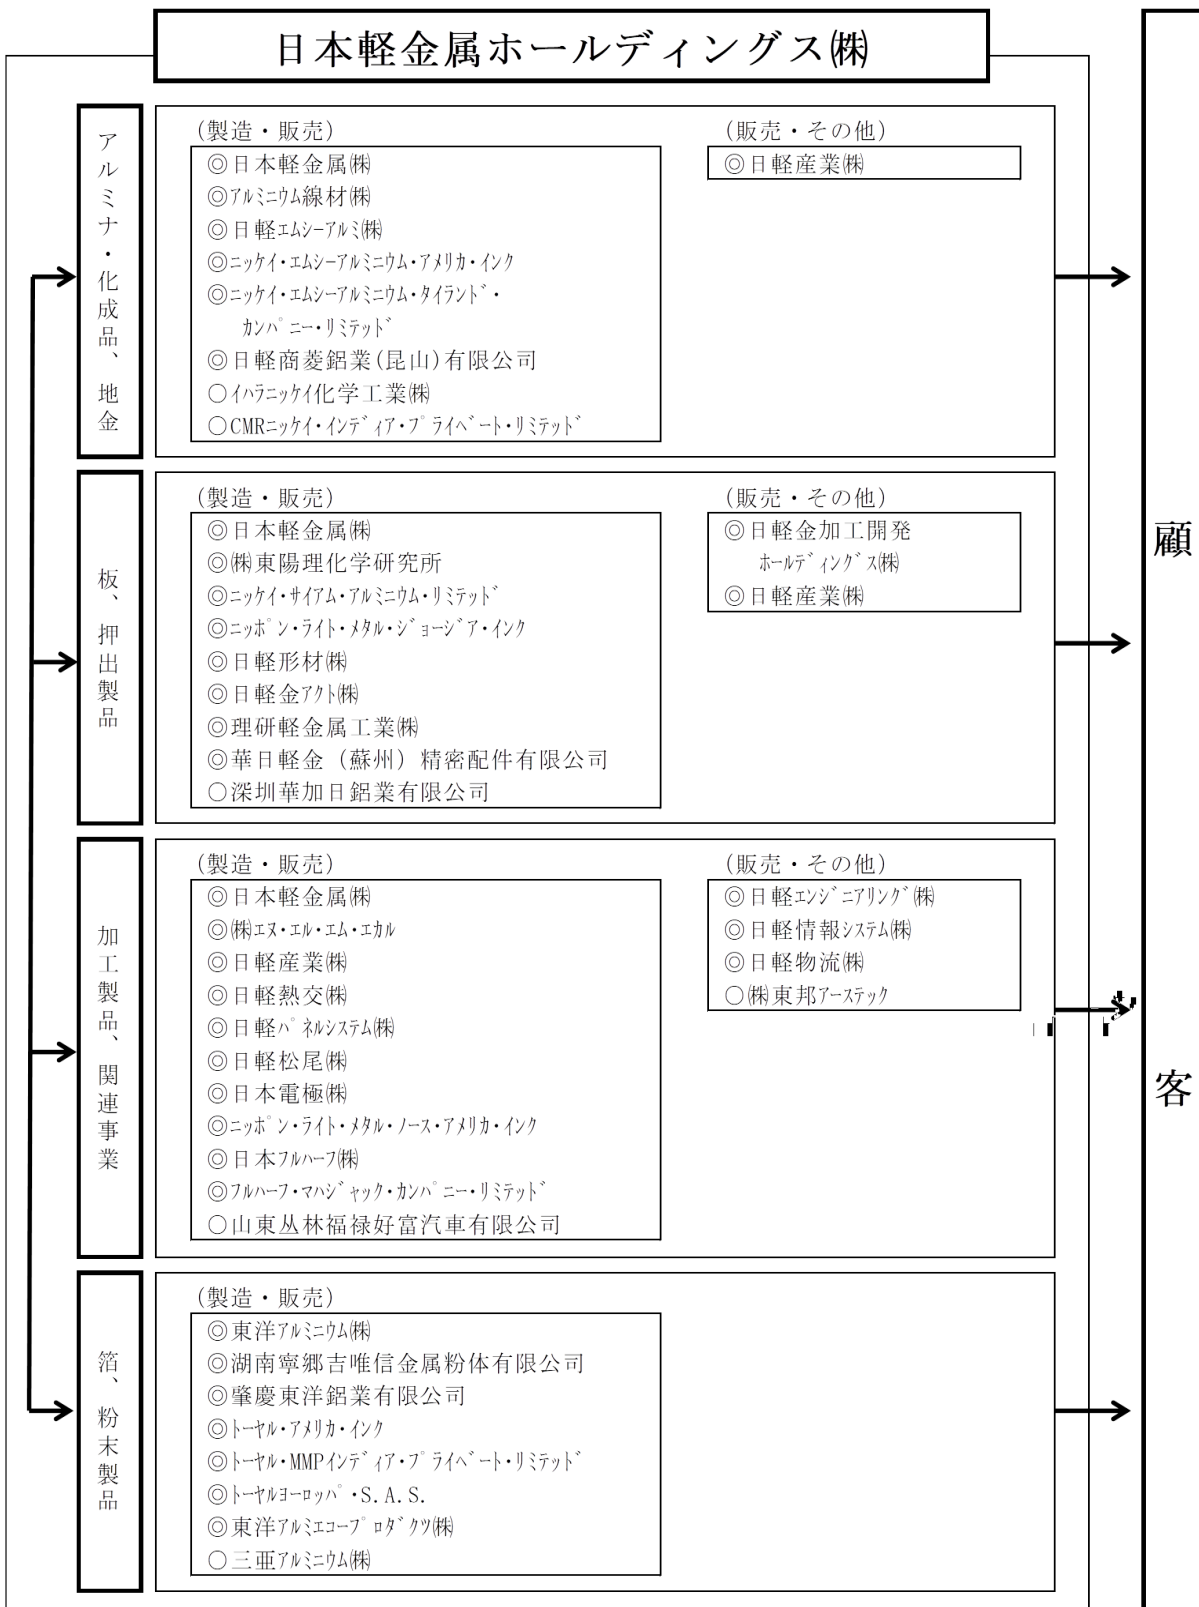 日本軽金属ホールディングス㈱
アルミナ・化成品、地金
(製造・販売)
◎日本軽金属㈱
◎アルミニウム線材㈱
◎日軽エムシーアルミ㈱
◎ニッケイ・エムシーアルミニウム・アメリカ・インク
◎ニッケイ・エムシーアルミニウム・タイランド・
カンパニー・リミテッド
◎日軽商菱鋁業(昆山)有限公司
○イハラニッケイ化学工業㈱
○CMRニッケイ・インディア・プライベート・リミテッド
(販売・その他)
◎日軽産業㈱
板、押出製品
(製造・販売)
◎日本軽金属㈱
◎㈱東陽理化学研究所
◎ニッケイ・サイアム・アルミニウム・リミテッド
◎ニッポン・ライト・メタル・ジョージア・インク
◎日軽形材㈱
◎日軽金アクト㈱
◎理研軽金属工業㈱
◎華日軽金（蘇州）精密配件有限公司
○深圳華加日鋁業有限公司
(販売・その他)
◎日軽金加工開発
ホールディングス㈱
◎日軽産業㈱
加工製品、関連事業
(製造・販売)
◎日本軽金属㈱
◎㈱エヌ・エル・エム・エカル
◎日軽産業㈱
◎日軽熱交㈱
◎日軽パネルシステム㈱
◎日軽松尾㈱
◎日本電極㈱
◎ニッポン・ライト・メタル・ノース・アメリカ・インク
◎日本フルハーフ㈱
◎フルハーフ・マハジャック・カンパニー・リミテッド
○山東丛林福禄好富汽車有限公司
(販売・その他)
◎日軽エンジニアリング㈱
◎日軽情報システム㈱
◎日軽物流㈱
○㈱東邦アーステック
箔、粉末製品
(製造・販売)
◎東洋アルミニウム㈱
◎湖南寧郷吉唯信金属粉体有限公司
◎肇慶東洋鋁業有限公司
◎トーヤル・アメリカ・インク
◎トーヤル・MMPインディア・プライベート・リミテッド
◎トーヤルヨーロッパ・S.A.S.
◎東洋アルミエコープロダクツ㈱
○三亜アルミニウム㈱
顧客